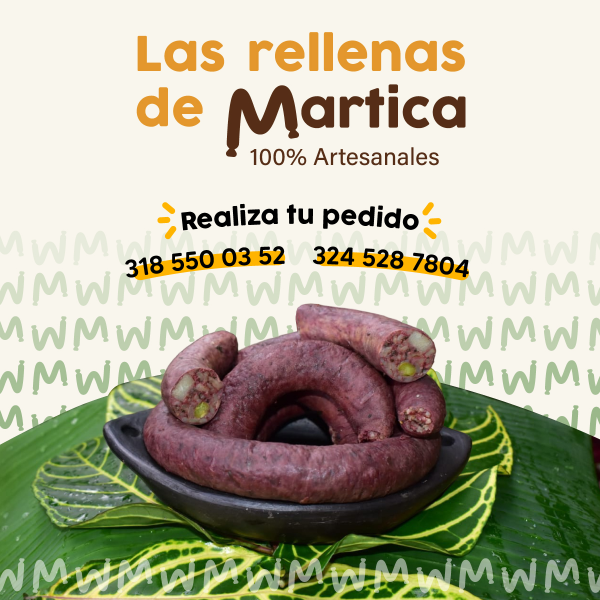 Las rellenas
de Martica
100% Artesanales
Realiza tu pedido
318 550 03 52 324 528 7804